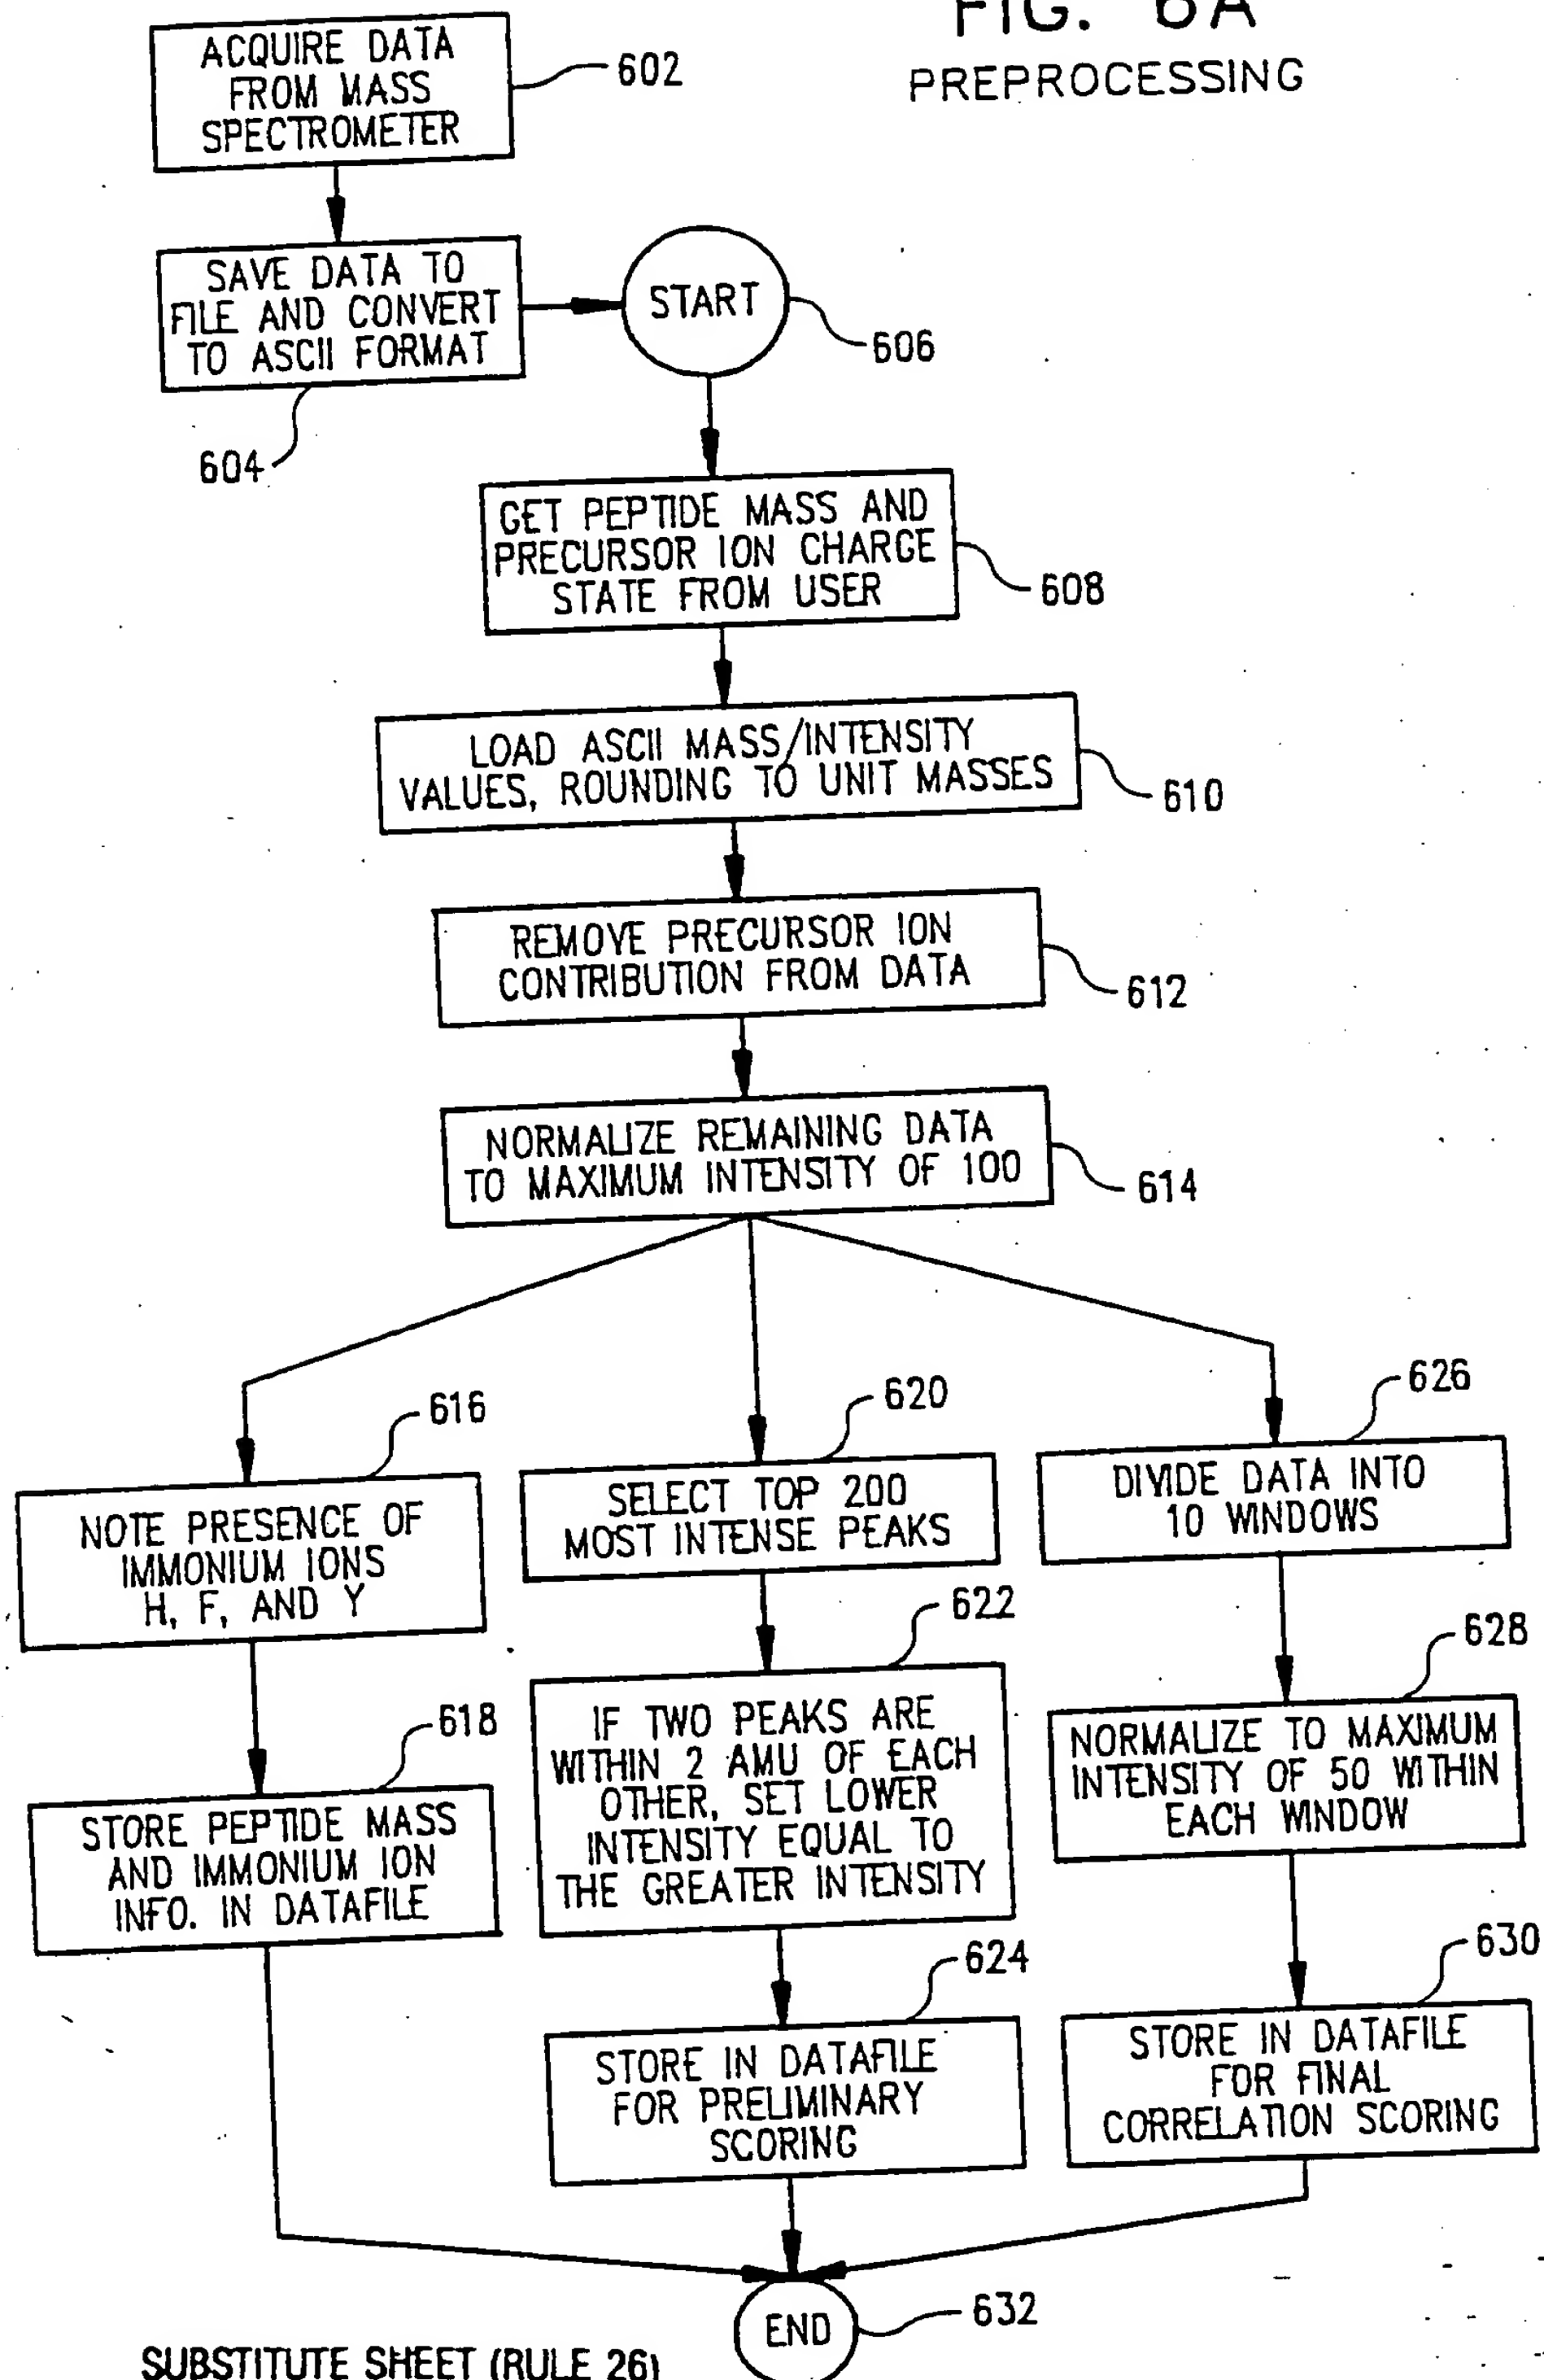 FIG. 6A
PREPROCESSING
ACQUIRE DATA
FROM MASS
SPECTROMETER
602
SAVE DATA TO
FILE AND CONVERT
TO ASCII FORMAT
604
START
606
GET PEPTIDE MASS AND
PRECURSOR ION CHARGE
STATE FROM USER
608
LOAD ASCII MASS/INTENSITY
VALUES, ROUNDING TO UNIT MASSES
610
REMOVE PRECURSOR ION
CONTRIBUTION FROM DATA
612
NORMALIZE REMAINING DATA
TO MAXIMUM INTENSITY OF 100
614
616
NOTE PRESENCE OF
IMMONIUM IONS
H, F, AND Y
618
STORE PEPTIDE MASS
AND IMMONIUM ION
INFO. IN DATAFILE
620
SELECT TOP 200
MOST INTENSE PEAKS
622
IF TWO PEAKS ARE
WITHIN 2 AMU OF EACH
OTHER, SET LOWER
INTENSITY EQUAL TO
THE GREATER INTENSITY
624
STORE IN DATAFILE
FOR PRELIMINARY
SCORING
626
DIVIDE DATA INTO
10 WINDOWS
628
NORMALIZE TO MAXIMUM
INTENSITY OF 50 WITHIN
EACH WINDOW
630
STORE IN DATAFILE
FOR FINAL
CORRELATION SCORING
END
632
SUBSTITUTE SHEET (RULE 26)